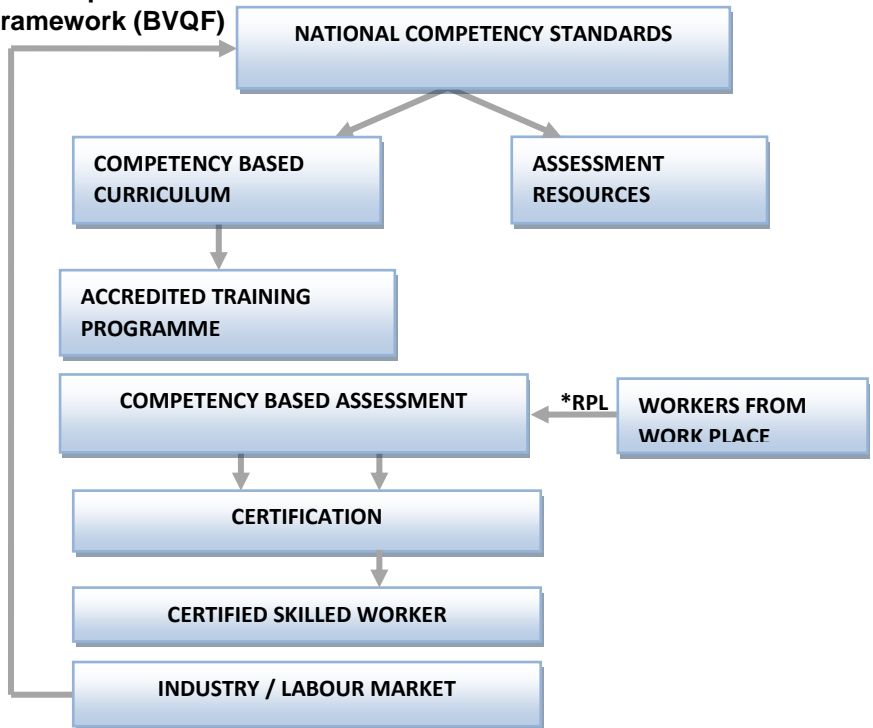 ramework (BVQF)
NATIONAL COMPETENCY STANDARDS
COMPETENCY BASED
CURRICULUM
ASSESSMENT
RESOURCES
ACCREDITED TRAINING
PROGRAMME
COMPETENCY BASED ASSESSMENT
*RPL
WORKERS FROM
WORK PLACE
CERTIFICATION
CERTIFIED SKILLED WORKER
INDUSTRY / LABOUR MARKET